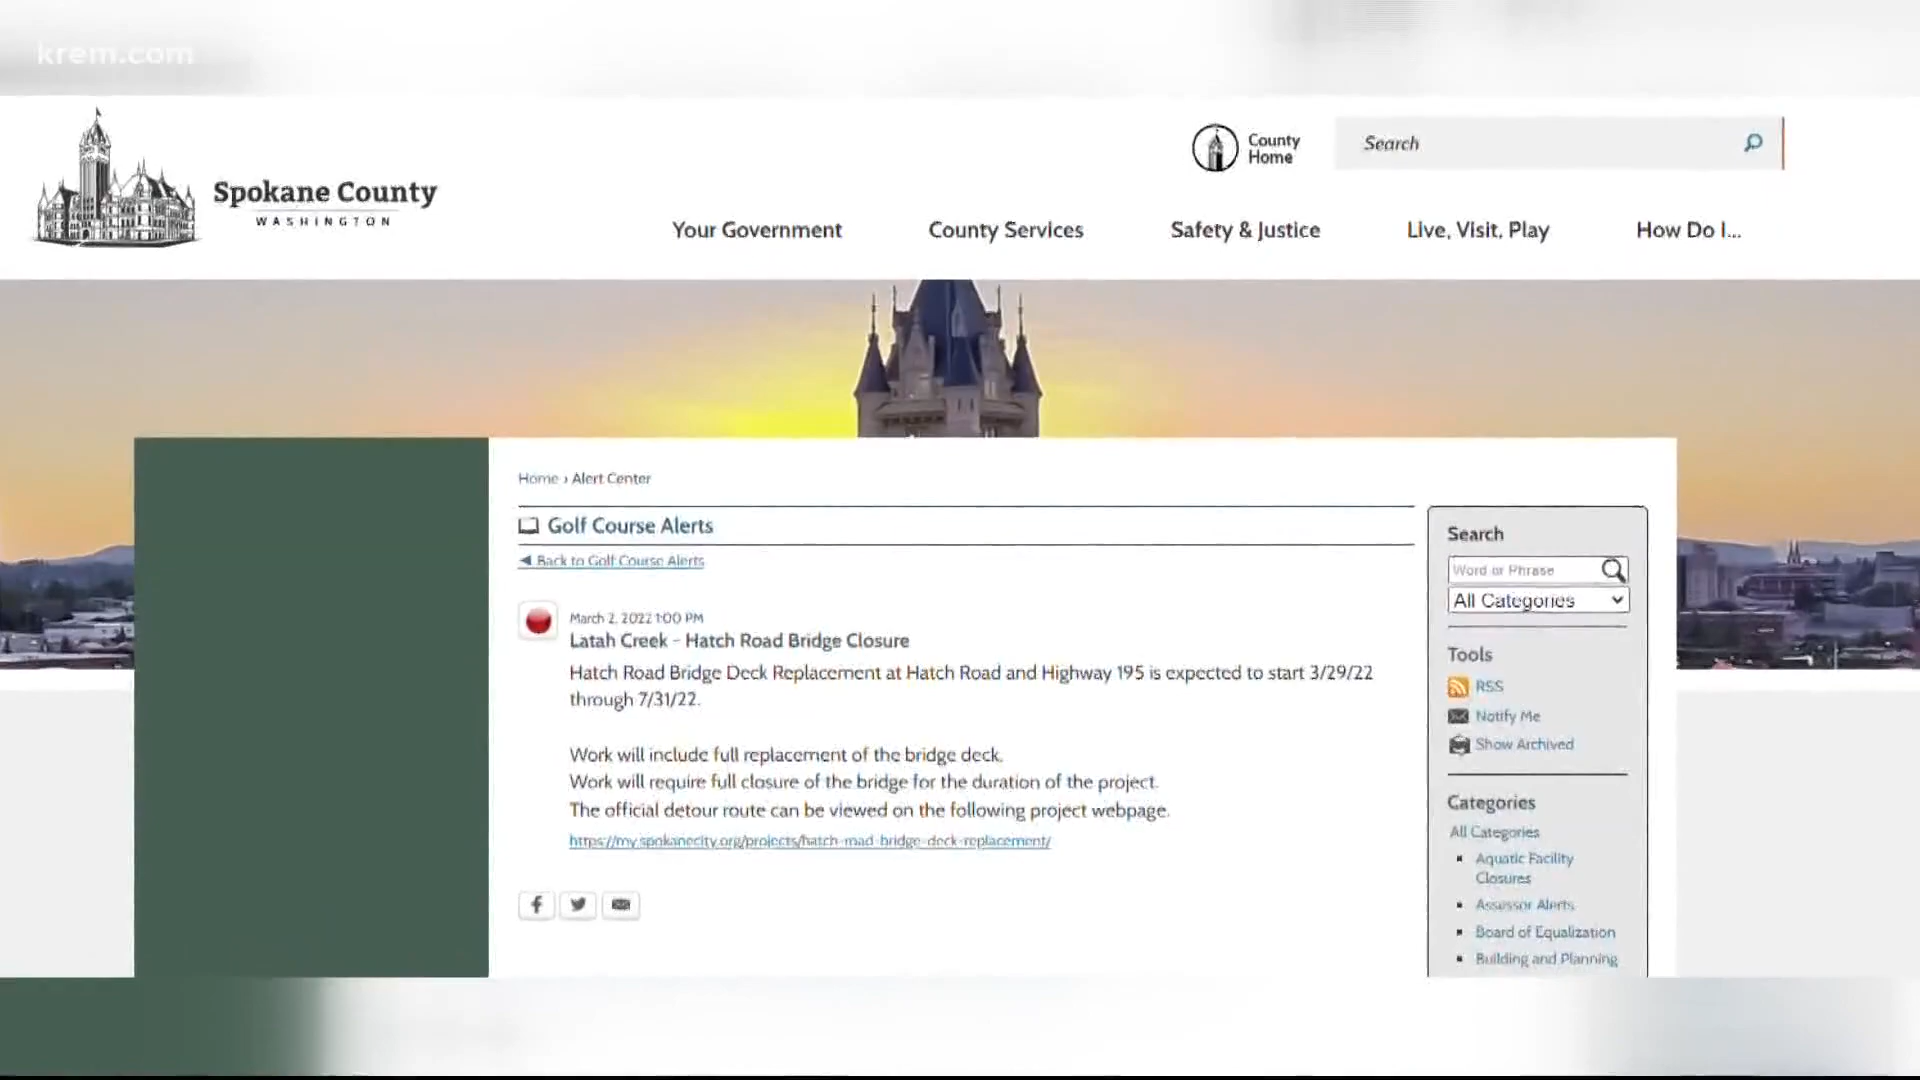 krem.com
Spokane County
WASHINGTON
County
Home
Search
Your Government
County Services
Safety & Justice
Live, Visit, Play
How Do I...
Home › Alert Center
Golf Course Alerts
Back to Golf Course Alerts
March 2, 2022 1:00 PM
Latah Creek - Hatch Road Bridge Closure
Hatch Road Bridge Deck Replacement at Hatch Road and Highway 195 is expected to start 3/29/22
through 7/31/22.
Work will include full replacement of the bridge deck.
Work will require full closure of the bridge for the duration of the project.
The official detour route can be viewed on the following project webpage.
https://my.spokanecity.org/projects/hatch-road-bridge-deck-replacement/
Search
Word or Phrase
All Categories
Tools
RSS
Notify Me
Show Archived
Categories
All Categories
Aquatic Facility
Closures
Assessor Alerts
Board of Equalization
Building and Planning